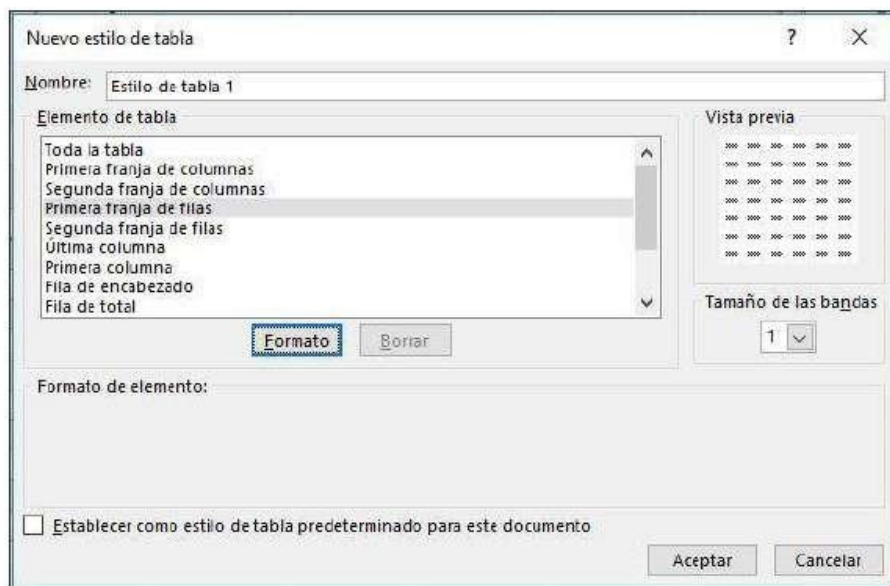 Nuevo estilo de tabla
?
Nombre:
Estilo de tabla 1
Elemento de tabla
Toda la tabla
Primera franja de columnas
Segunda franja de columnas
Primera franja de filas
Segunda franja de filas
Última columna
Primera columna
Fila de encabezado
Fila de total
Formato
Borrar
Vista previa
Tamaño de las bandas
1
Formato de elemento:
Establecer como estilo de tabla predeterminado para este documento
Aceptar
Cancelar